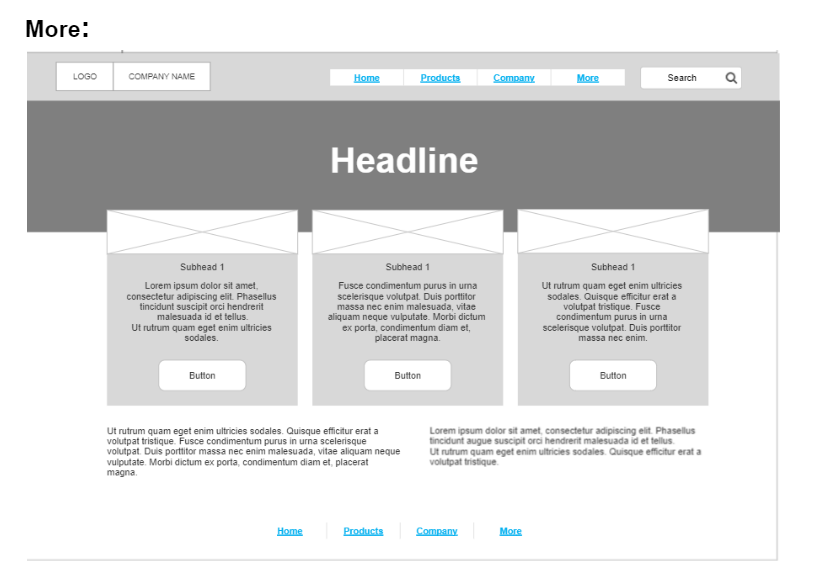 More:
LOGO COMPANY NAME Home Products Company More Search
Headline
Subhead 1
Lorem ipsum dolor sit amet,
consectetur adipiscing elit. Phasellus
tincidunt suscipit orci hendrerit
malesuada id et tellus.
Ut rutrum quam eget enim ultricies
sodales.
Button
Subhead 1
Fusce condimentum purus in urna
scelerisque volutpat. Duis porttitor
massa nec enim malesuada, vitae
aliquam neque vulputate. Morbi dictum
ex porta, condimentum diam et,
placerat magna.
Button
Subhead 1
Ut rutrum quam eget enim ultricies
sodales. Quisque efficitur erat a
volutpat tristique. Fusce
condimentum purus in urna
scelerisque volutpat. Duis porttitor
massa nec enim.
Button
Ut rutrum quam eget enim ultricies sodales. Quisque efficitur erat a
volutpat tristique. Fusce condimentum purus in urna scelerisque
volutpat. Duis porttitor massa nec enim malesuada, vitae aliquam neque
vulputate. Morbi dictum ex porta, condimentum diam et, placerat
magna.
Lorem ipsum dolor sit amet, consectetur adipiscing elit. Phasellus
tincidunt augue suscipit orci hendrerit malesuada id et tellus.
Ut rutrum quam eget enim ultricies sodales. Quisque efficitur erat a
volutpat tristique.
Home Products Company More